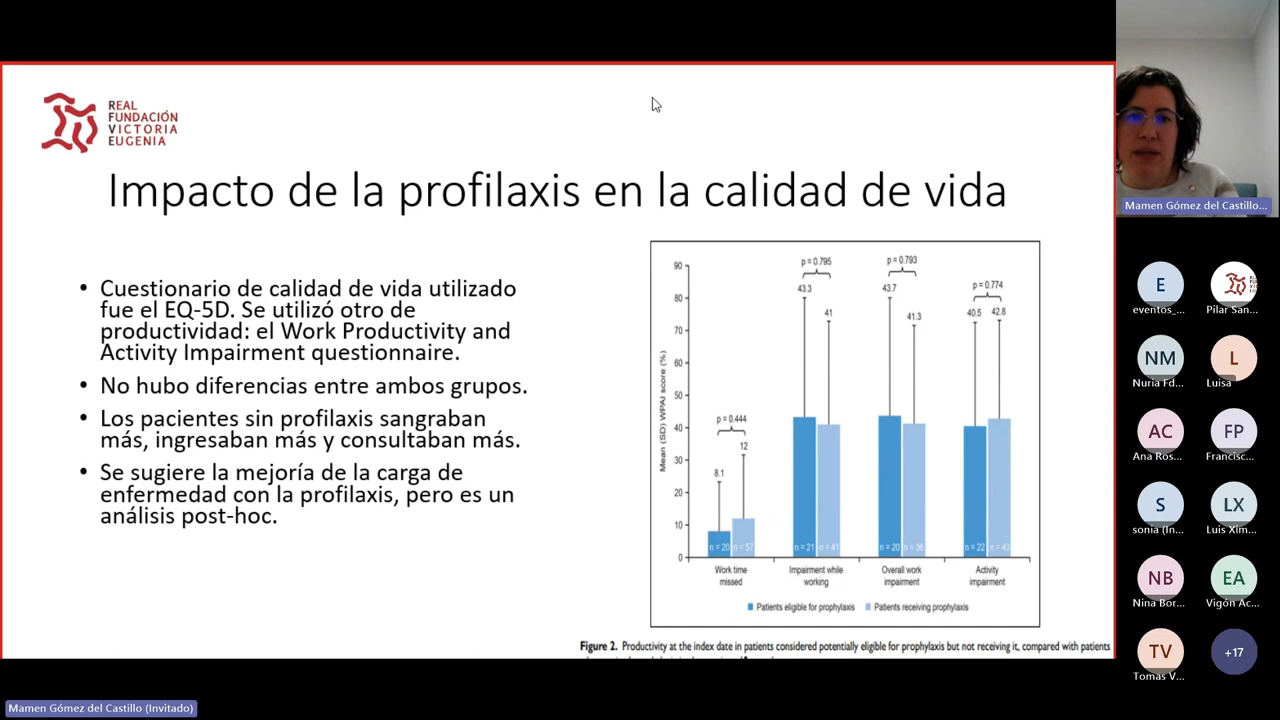 REAL
FUNDACIÓN
VICTORIA
EUGENIA
Impacto de la profilaxis en la calidad de vida
• Cuestionario de calidad de vida utilizado
fue el EQ-5D. Se utilizó otro de
productividad: el Work Productivity and
Activity Impairment questionnaire.
• No hubo diferencias entre ambos grupos.
• Los pacientes sin profilaxis sangraban
más, ingresaban más y consultaban más.
• Se sugiere la mejoría de la carga de
enfermedad con la profilaxis, pero es un
análisis post-hoc.
Mean (SD) WPAI score (%)
90
80
70
60
50
40
30
20
10
0
p = 0.444
8.1
12
p = 0.795
43.3
41
p = 0.793
43.7
41.3
p = 0.774
40.5
42.8
n = 20
n = 57
n = 21
n = 41
n = 20
n = 36
n = 22
Work time
missed
Impairment while
working
Overall work
impairment
Activity
impairment
Patients eligible for prophylaxis
Patients receiving prophylaxis
Figure 2. Productivity at the index date in patients considered potentially eligible for prophylaxis but not receiving it, compared with patients
Mamen Gómez del Castillo...
E
eventos_...
Pilar San...
NM
Nuria Fd...
L
Luisa
AC
Ana Ros...
FP
Francisc...
S
sonia (In...
LX
Luis Xím...
NB
Nina Bor...
EA
Vigón Ac...
TV
Tomas V...
+17
Mamen Gómez del Castillo (Invitado)